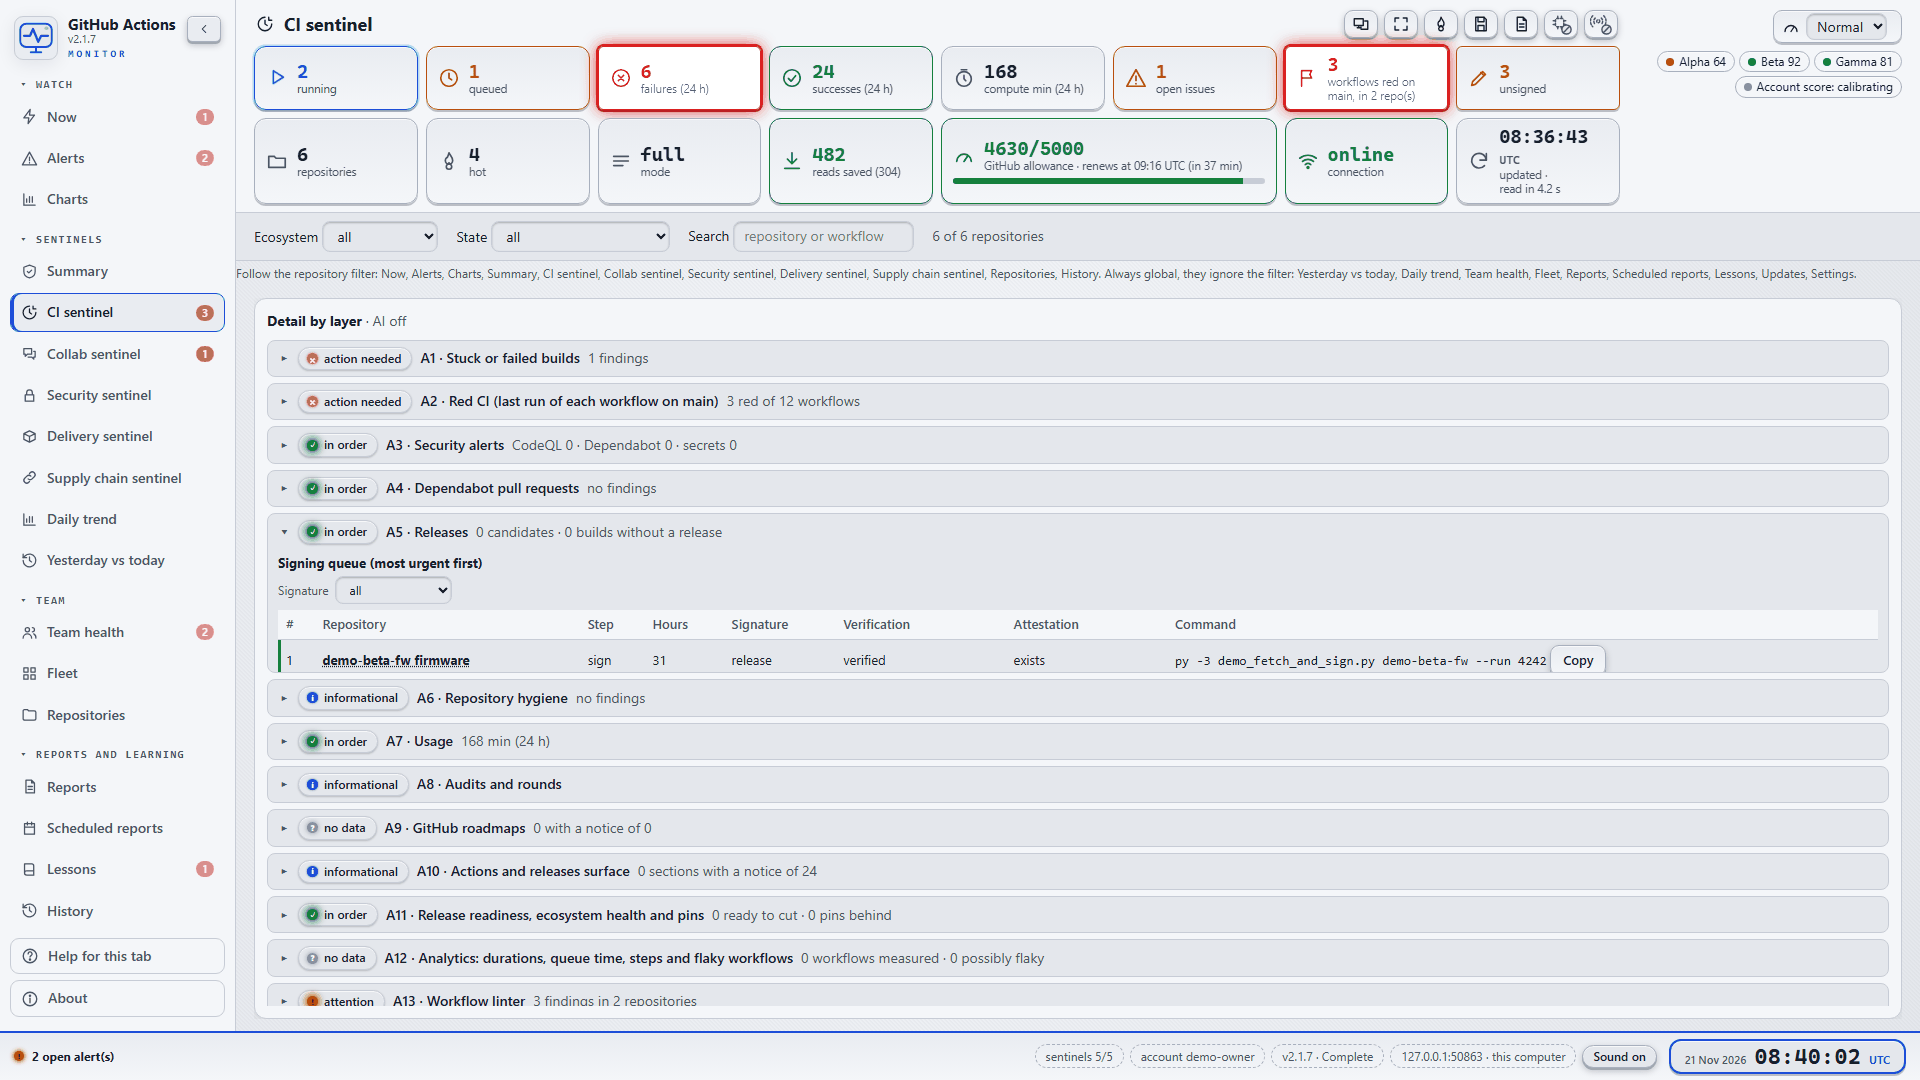 GitHub Actions
v2.1.7
MONITOR
WATCH
Now 1
Alerts 2
Charts
SENTINELS
Summary
CI sentinel 3
Collab sentinel 1
Security sentinel
Delivery sentinel
Supply chain sentinel
Daily trend
Yesterday vs today
TEAM
Team health 2
Fleet
Repositories
REPORTS AND LEARNING
Reports
Scheduled reports
Lessons 1
History
Help for this tab
About
CI sentinel
Normal
2
running
1
queued
6
failures (24 h)
24
successes (24 h)
168
compute min (24 h)
1
open issues
3
workflows red on
main, in 2 repo(s)
3
unsigned
Alpha 64
Beta 92
Gamma 81
Account score: calibrating
6
repositories
4
hot
full
mode
482
reads saved (304)
4630/5000
GitHub allowance · renews at 09:16 UTC (in 37 min)
online
connection
08:36:43
UTC
updated ·
read in 4.2 s
Ecosystem all State all Search repository or workflow 6 of 6 repositories
Follow the repository filter: Now, Alerts, Charts, Summary, CI sentinel, Collab sentinel, Security sentinel, Delivery sentinel, Supply chain sentinel, Repositories, History. Always global, they ignore the filter: Yesterday vs today, Daily trend, Team health, Fleet, Reports, Scheduled reports, Lessons, Updates, Settings.
Detail by layer · AI off
action needed A1 · Stuck or failed builds 1 findings
action needed A2 · Red CI (last run of each workflow on main) 3 red of 12 workflows
in order A3 · Security alerts CodeQL 0 · Dependabot 0 · secrets 0
in order A4 · Dependabot pull requests no findings
in order A5 · Releases 0 candidates · 0 builds without a release
Signing queue (most urgent first)
Signature all
# Repository Step Hours Signature Verification Attestation Command
1 demo-beta-fw firmware sign 31 release verified exists py -3 demo_fetch_and_sign.py demo-beta-fw --run 4242 Copy
informational A6 · Repository hygiene no findings
in order A7 · Usage 168 min (24 h)
informational A8 · Audits and rounds
no data A9 · GitHub roadmaps 0 with a notice of 0
informational A10 · Actions and releases surface 0 sections with a notice of 24
in order A11 · Release readiness, ecosystem health and pins 0 ready to cut · 0 pins behind
no data A12 · Analytics: durations, queue time, steps and flaky workflows 0 workflows measured · 0 possibly flaky
attention A13 · Workflow linter 3 findings in 2 repositories
2 open alert(s)
sentinels 5/5
account demo-owner
v2.1.7 · Complete
127.0.0.1:50863 · this computer
Sound on
21 Nov 2026 08:40:02 UTC